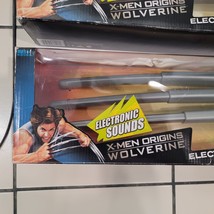 X-MEN ORIGINS
WOLVERINE
ELEC
ELECTRONIC
SOUNDS
X-MEN ORIGINS
WOLVERINE
ELEC